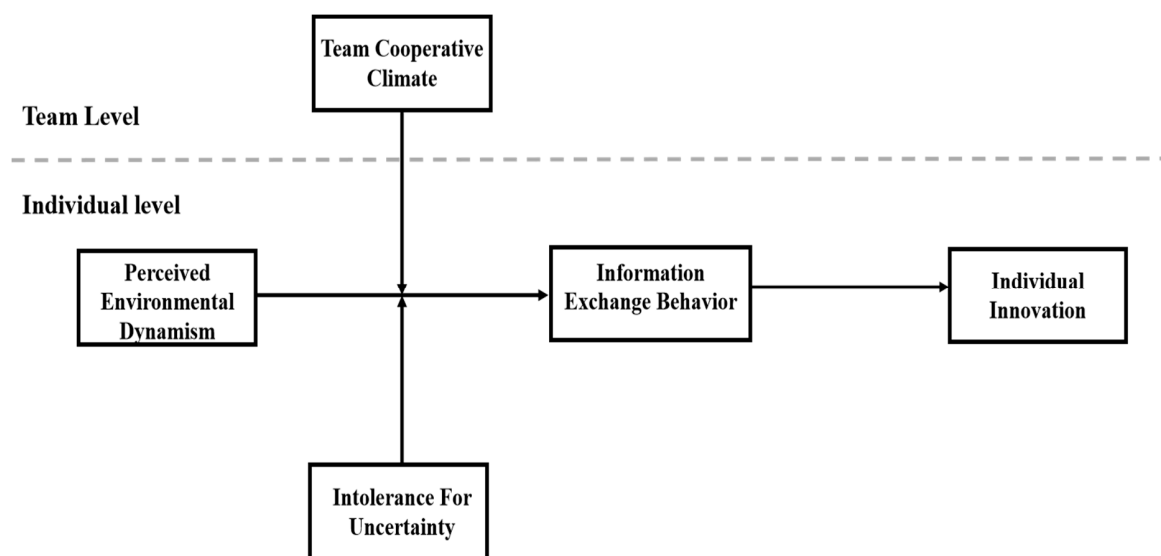 Team Cooperative
Climate
Team Level
Individual level
Perceived
Environmental
Dynamism
Information
Exchange Behavior
Individual
Innovation
Intolerance For
Uncertainty